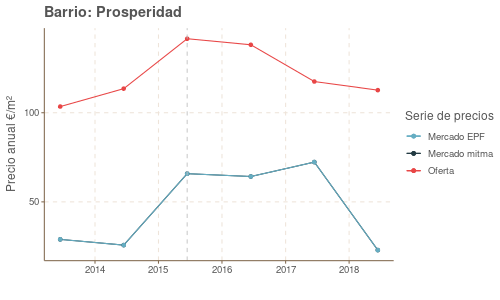 Barrio: Prosperidad
Precio anual €/m²
100
50
2014
2015
2016
2017
2018
Serie de precios
Mercado EPF
Mercado mitma
Oferta